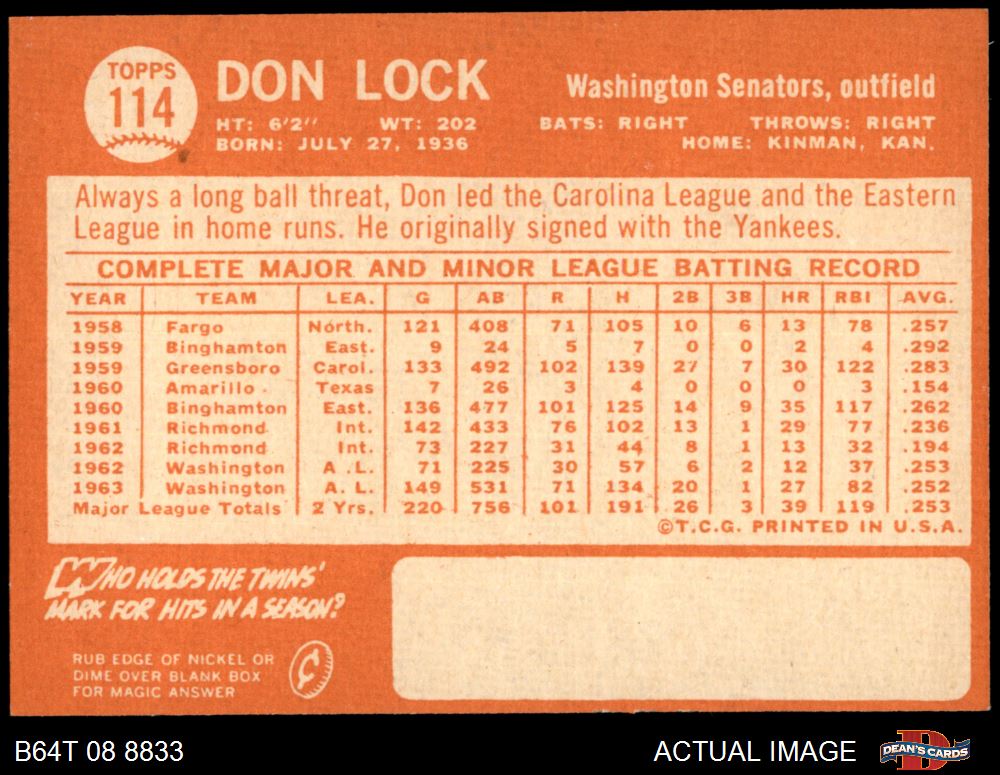 TOPPS
114
DON LOCK
Washington Senators, outfield
HT: 6'2" WT: 202 BATS: RIGHT THROWS: RIGHT
BORN: JULY 27, 1936 HOME: KINMAN, KAN.
Always a long ball threat, Don led the Carolina League and the Eastern
League in home runs. He originally signed with the Yankees.
COMPLETE MAJOR AND MINOR LEAGUE BATTING RECORD
YEAR TEAM LEA. G AB R H 2B 3B HR RBI AVG.
1958 Fargo North. 121 408 71 105 10 6 13 78 .257
1959 Binghamton East. 9 24 5 7 0 0 2 4 .292
1959 Greensboro Carol. 133 492 102 139 27 7 30 122 .283
1960 Amarillo Texas 7 26 3 4 0 0 0 3 .154
1960 Binghamton East. 136 477 101 125 14 9 35 117 .262
1961 Richmond Int. 142 433 76 102 13 1 29 77 .236
1962 Richmond Int. 73 227 31 44 8 1 13 32 .194
1962 Washington A .L. 71 225 30 57 6 2 12 37 .253
1963 Washington A. L. 149 531 71 134 20 1 27 82 .252
Major League Totals 2 Yrs. 220 756 101 191 26 3 39 119 .253
©T.C.G. PRINTED IN U.S.A.
WHO HOLDS THE TWINS'
MARK FOR HITS IN A SEASON?
RUB EDGE OF NICKEL OR
DIME OVER BLANK BOX
FOR MAGIC ANSWER
¢
B64T 08 8833
ACTUAL IMAGE
D
DEAN'S CARDS